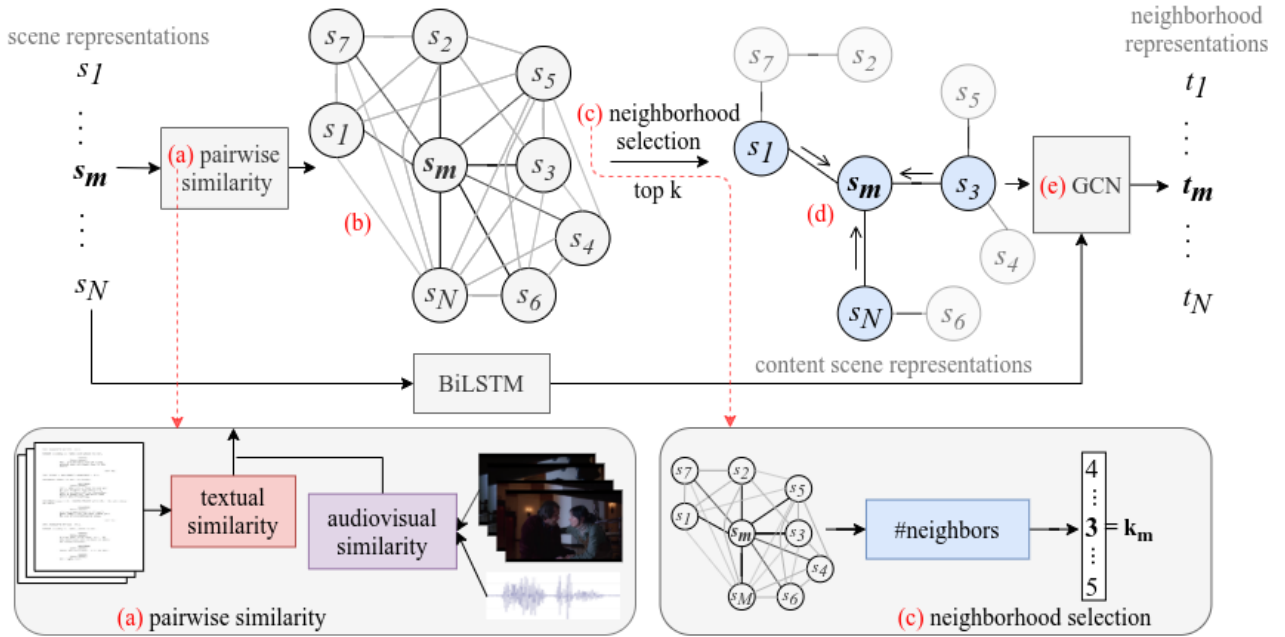 scene representations
s1
s7
s2
s5
s1
sm
s3
s4
s6
sN
(b)
sm
sN
(a) pairwise
similarity
(c) neighborhood
selection
top k
s7
s2
s5
s1
sm
s3
s4
sN
s6
(d)
(e) GCN
neighborhood
representations
t1
tm
tN
content scene representations
BiLSTM
textual
similarity
audiovisual
similarity
(a) pairwise similarity
s7
s2
s5
s1
sm
s3
s4
sM
s6
#neighbors
4
3 = km
5
(c) neighborhood selection